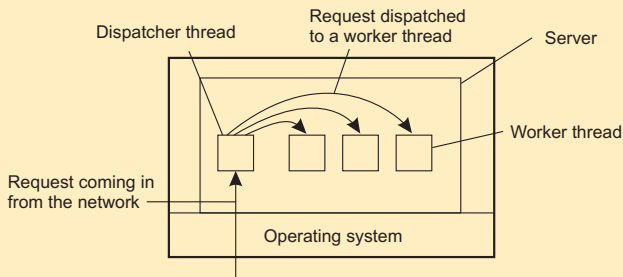 Request dispatched
to a worker thread
Dispatcher thread
Server
Worker thread
Request coming in
from the network
Operating system